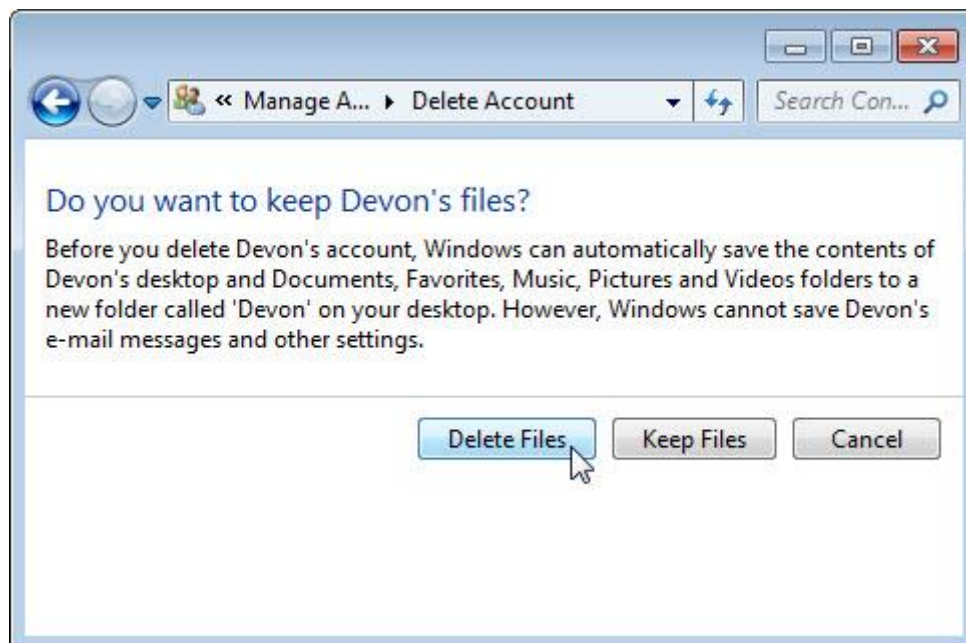 « Manage A... ▸ Delete Account
Search Con...
Do you want to keep Devon's files?
Before you delete Devon's account, Windows can automatically save the contents of
Devon's desktop and Documents, Favorites, Music, Pictures and Videos folders to a
new folder called 'Devon' on your desktop. However, Windows cannot save Devon's
e-mail messages and other settings.
Delete Files Keep Files Cancel